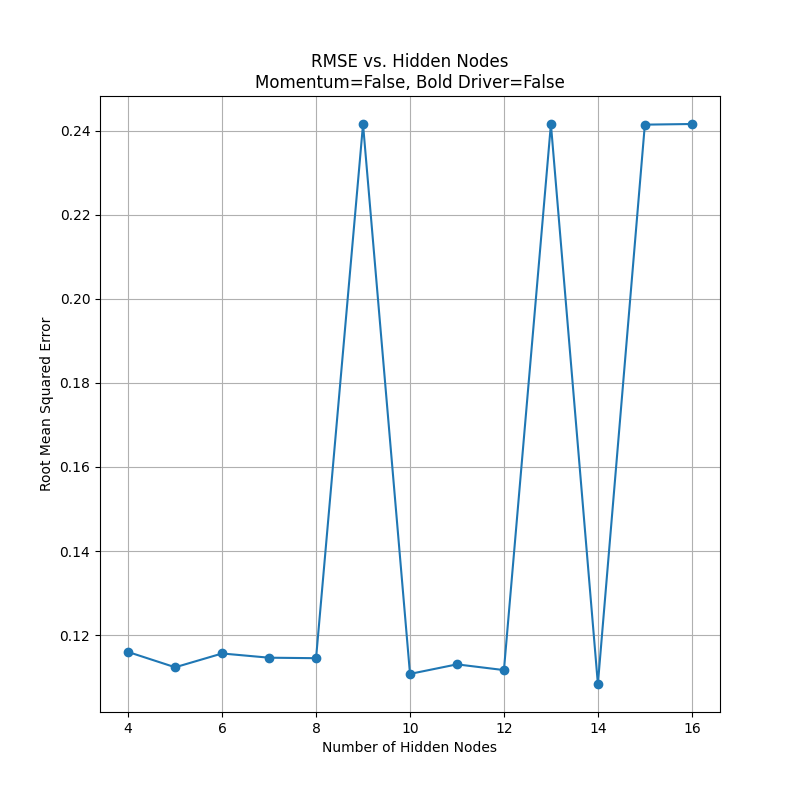 RMSE vs. Hidden Nodes
Momentum=False, Bold Driver=False
Root Mean Squared Error
0.24
0.22
0.20
0.18
0.16
0.14
0.12
4 6 8 10 12 14 16
Number of Hidden Nodes